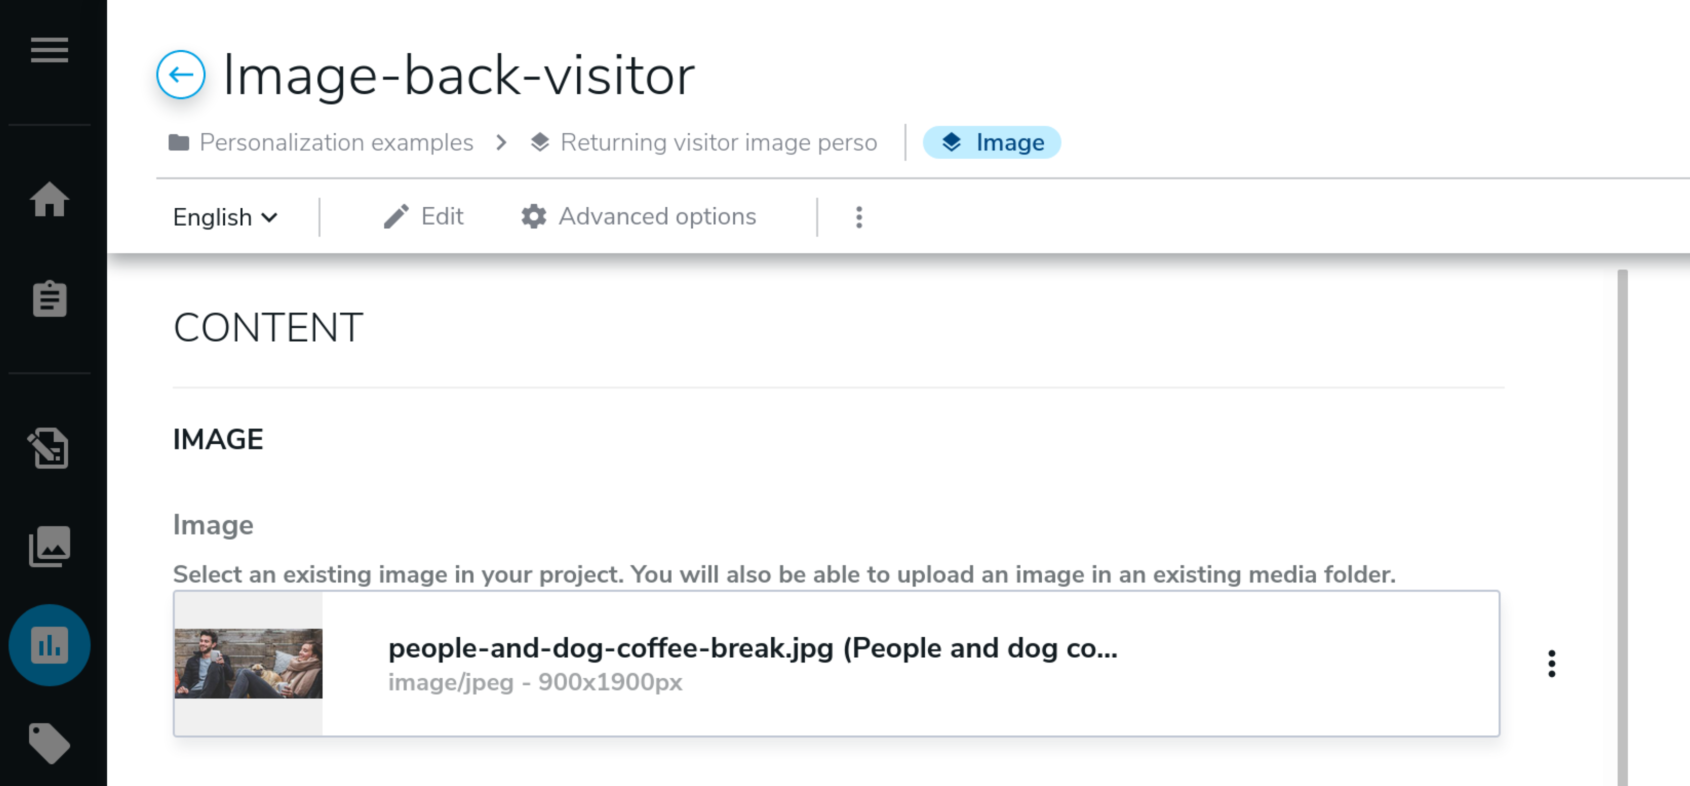 Image-back-visitor
Personalization examples > Returning visitor image perso Image
English Edit Advanced options
CONTENT
IMAGE
Image
Select an existing image in your project. You will also be able to upload an image in an existing media folder.
people-and-dog-coffee-break.jpg (People and dog co...
image/jpeg - 900x1900px